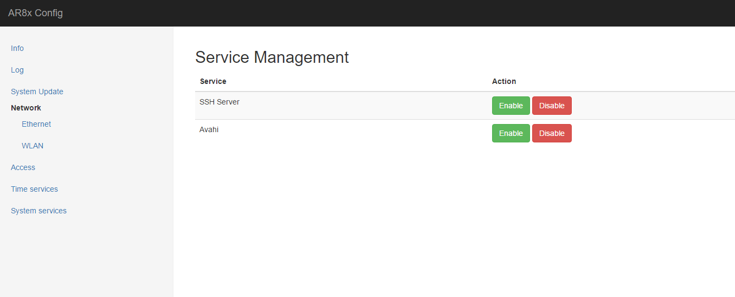 AR8x Config
Info
Log
System Update
Network
Ethernet
WLAN
Access
Time services
System services
Service Management
Service Action
SSH Server Enable Disable
Avahi Enable Disable